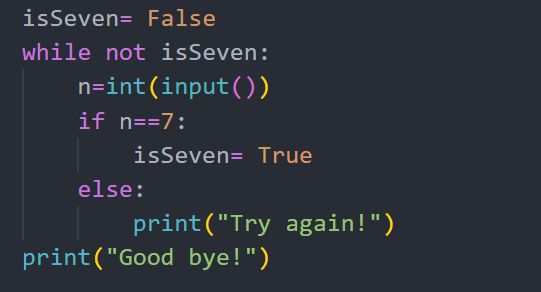 isSeven= False
while not isSeven:
    n=int(input())
    if n==7:
        isSeven= True
    else:
        print("Try again!")
print("Good bye!")